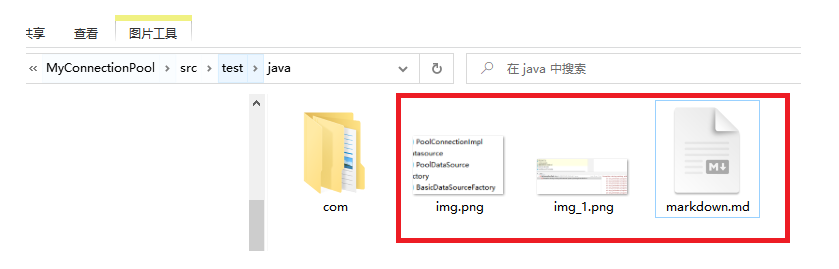 共享 查看 图片工具
« MyConnectionPool › src › test › java
在 java 中搜索
PoolConnectionImpl
atasource
PoolDataSource
ctory
BasicDataSourceFactory
M
com
img.png
img_1.png
markdown.md